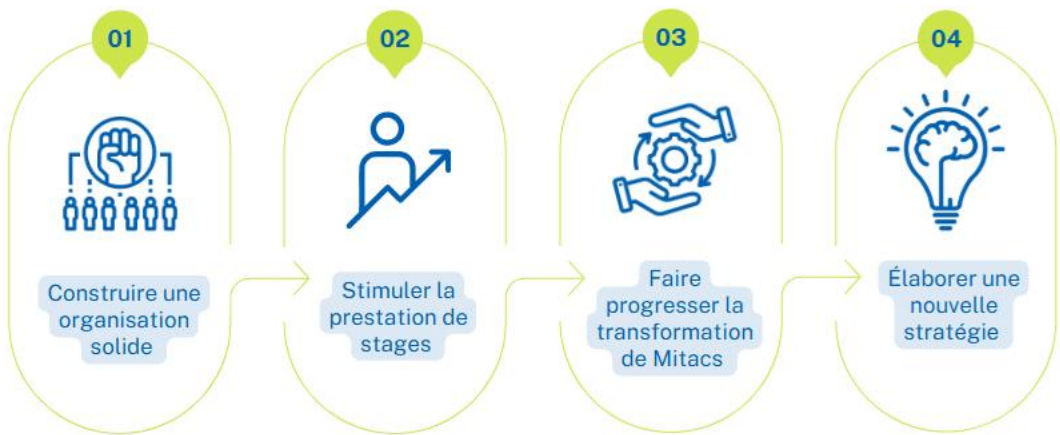 01
Construire une
organisation
solide
02
Stimuler la
prestation de
stages
03
Faire
progresser la
transformation
de Mitacs
04
Élaborer une
nouvelle
stratégie